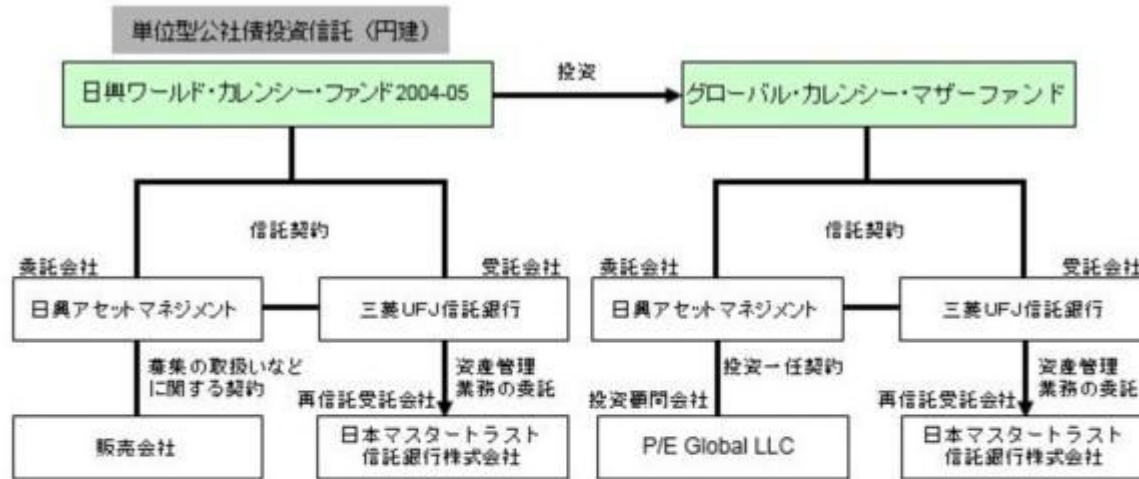 単位型公社債投資信託（円建）
日興ワールド・カレンシー・ファンド2004-05
投資
グローバル・カレンシー・マザーファンド
信託契約
信託契約
委託会社
受託会社
委託会社
受託会社
日興アセットマネジメント
三菱UFJ信託銀行
日興アセットマネジメント
三菱UFJ信託銀行
募集の取扱いなど
に関する契約
資産管理
業務の委託
投資一任契約
資産管理
業務の委託
再信託受託会社
投資顧問会社
再信託受託会社
販売会社
日本マスタートラスト
信託銀行株式会社
P/E Global LLC
日本マスタートラスト
信託銀行株式会社